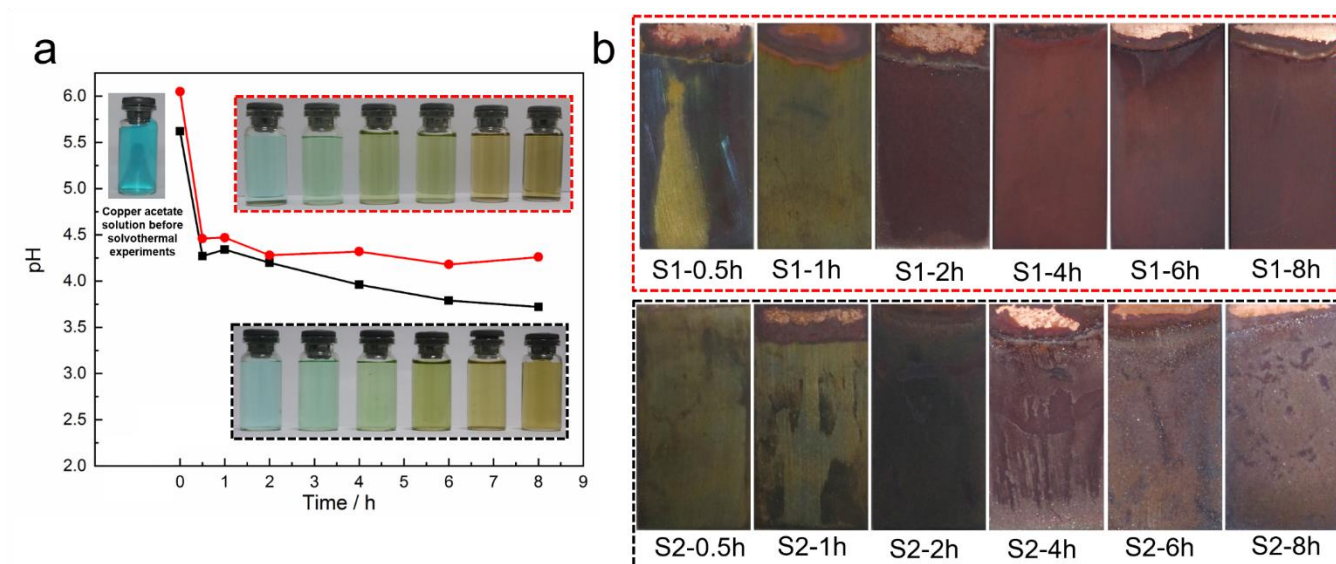 a
pH
6.0
5.5
5.0
4.5
4.0
3.5
3.0
2.5
2.0
Copper acetate
solution before
solvothermal
experiments
0 1 2 3 4 5 6 7 8 9
Time / h
b
S1-0.5h S1-1h S1-2h S1-4h S1-6h S1-8h
S2-0.5h S2-1h S2-2h S2-4h S2-6h S2-8h